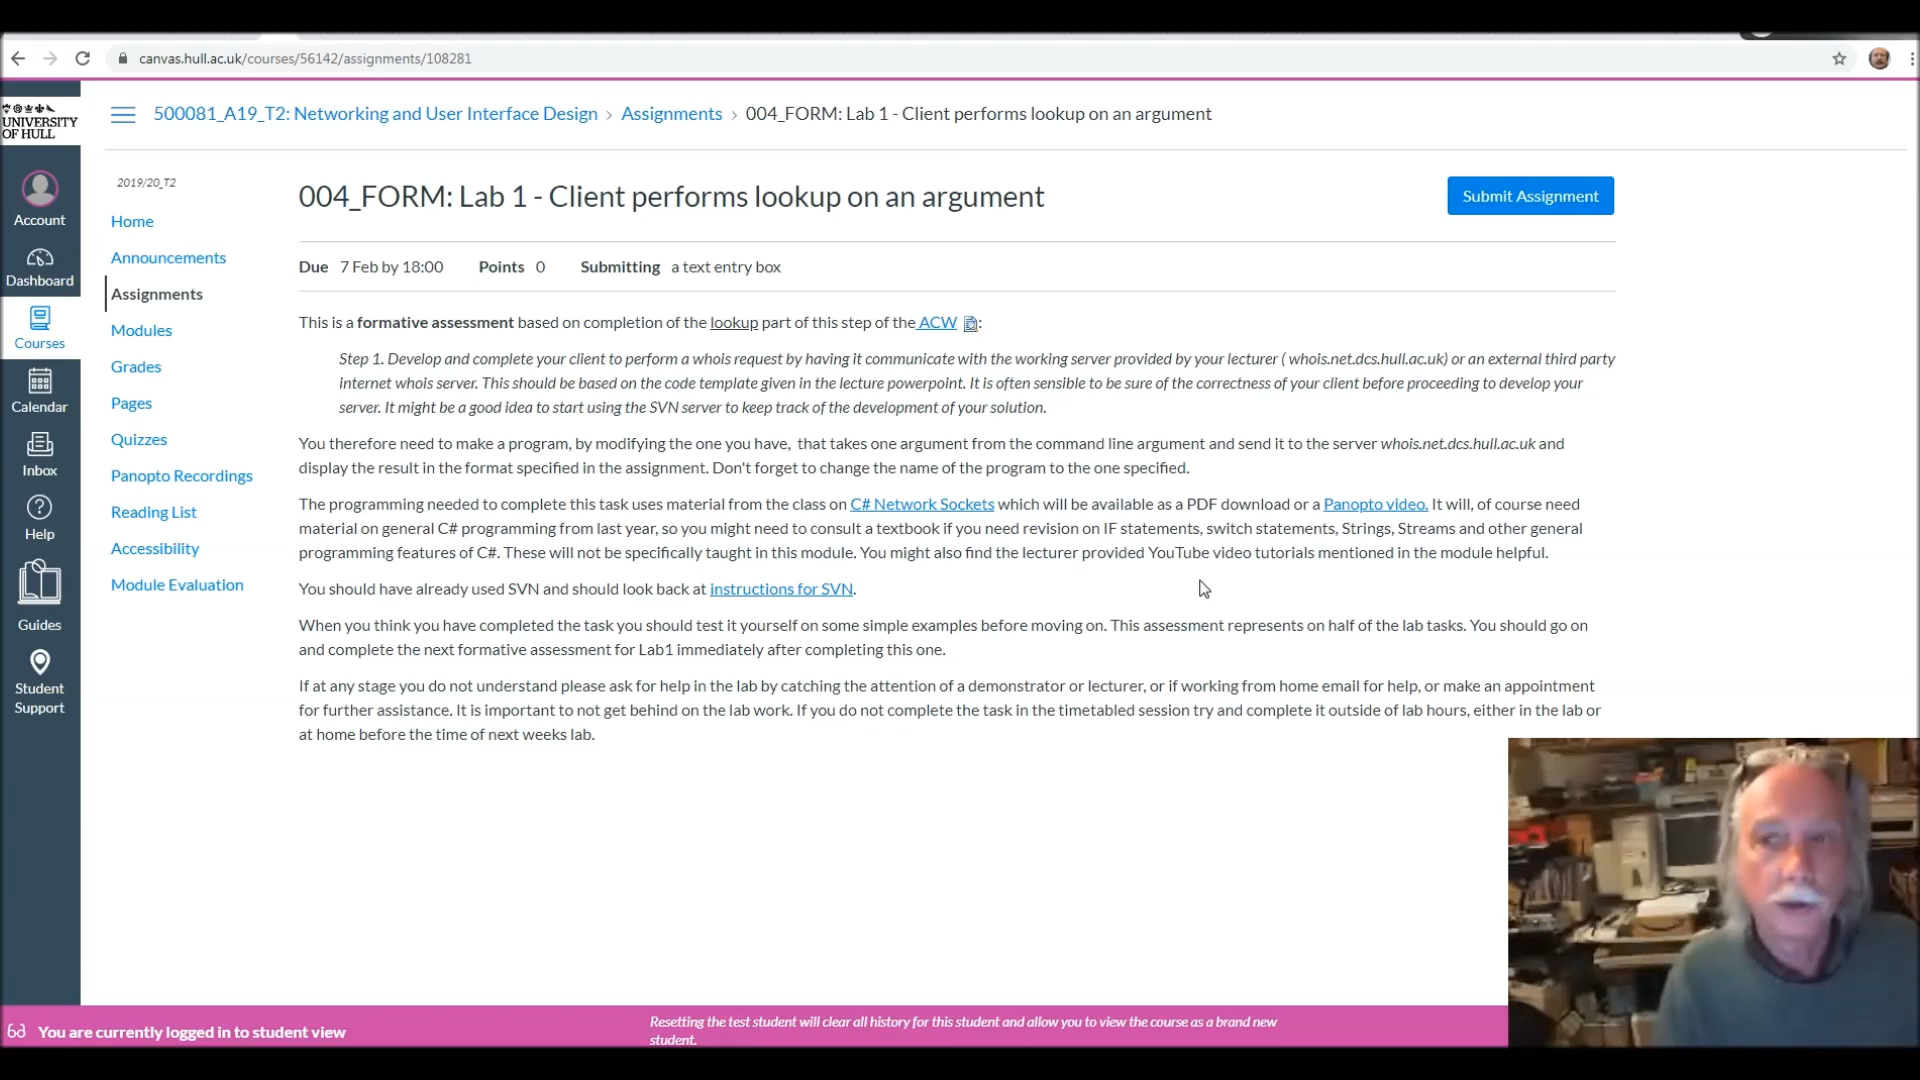 canvas.hull.ac.uk/courses/56142/assignments/108281
UNIVERSITY
OF HULL
500081_A19_T2: Networking and User Interface Design › Assignments › 004_FORM: Lab 1 - Client performs lookup on an argument
Account
Dashboard
Courses
Calendar
Inbox
Help
Guides
Student
Support
2019/20_T2
Home
Announcements
Assignments
Modules
Grades
Pages
Quizzes
Panopto Recordings
Reading List
Accessibility
Module Evaluation
004_FORM: Lab 1 - Client performs lookup on an argument
Submit Assignment
Due 7 Feb by 18:00 Points 0 Submitting a text entry box
This is a formative assessment based on completion of the lookup part of this step of the ACW :
Step 1. Develop and complete your client to perform a whois request by having it communicate with the working server provided by your lecturer ( whois.net.dcs.hull.ac.uk) or an external third party
internet whois server. This should be based on the code template given in the lecture powerpoint. It is often sensible to be sure of the correctness of your client before proceeding to develop your
server. It might be a good idea to start using the SVN server to keep track of the development of your solution.
You therefore need to make a program, by modifying the one you have, that takes one argument from the command line argument and send it to the server whois.net.dcs.hull.ac.uk and
display the result in the format specified in the assignment. Don't forget to change the name of the program to the one specified.
The programming needed to complete this task uses material from the class on C# Network Sockets which will be available as a PDF download or a Panopto video. It will, of course need
material on general C# programming from last year, so you might need to consult a textbook if you need revision on IF statements, switch statements, Strings, Streams and other general
programming features of C#. These will not be specifically taught in this module. You might also find the lecturer provided YouTube video tutorials mentioned in the module helpful.
You should have already used SVN and should look back at instructions for SVN.
When you think you have completed the task you should test it yourself on some simple examples before moving on. This assessment represents on half of the lab tasks. You should go on
and complete the next formative assessment for Lab1 immediately after completing this one.
If at any stage you do not understand please ask for help in the lab by catching the attention of a demonstrator or lecturer, or if working from home email for help, or make an appointment
for further assistance. It is important to not get behind on the lab work. If you do not complete the task in the timetabled session try and complete it outside of lab hours, either in the lab or
at home before the time of next weeks lab.
You are currently logged in to student view
Resetting the test student will clear all history for this student and allow you to view the course as a brand new
student.